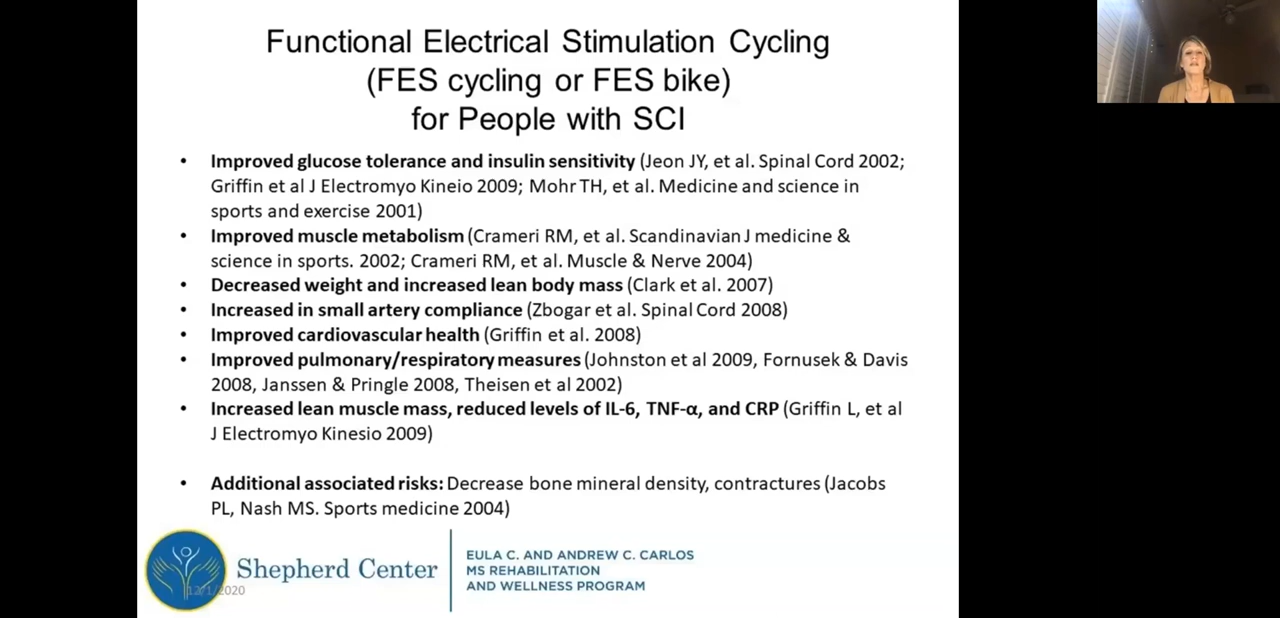 Functional Electrical Stimulation Cycling
(FES cycling or FES bike)
for People with SCI
• Improved glucose tolerance and insulin sensitivity (Jeon JY, et al. Spinal Cord 2002;
Griffin et al J Electromyo Kineio 2009; Mohr TH, et al. Medicine and science in
sports and exercise 2001)
• Improved muscle metabolism (Crameri RM, et al. Scandinavian J medicine &
science in sports. 2002; Crameri RM, et al. Muscle & Nerve 2004)
• Decreased weight and increased lean body mass (Clark et al. 2007)
• Increased in small artery compliance (Zbogar et al. Spinal Cord 2008)
• Improved cardiovascular health (Griffin et al. 2008)
• Improved pulmonary/respiratory measures (Johnston et al 2009, Fornusek & Davis
2008, Janssen & Pringle 2008, Theisen et al 2002)
• Increased lean muscle mass, reduced levels of IL-6, TNF-α, and CRP (Griffin L, et al
J Electromyo Kinesio 2009)
• Additional associated risks: Decrease bone mineral density, contractures (Jacobs
PL, Nash MS. Sports medicine 2004)
Shepherd Center
EULA C. AND ANDREW C. CARLOS
MS REHABILITATION
AND WELLNESS PROGRAM
12/1/2020